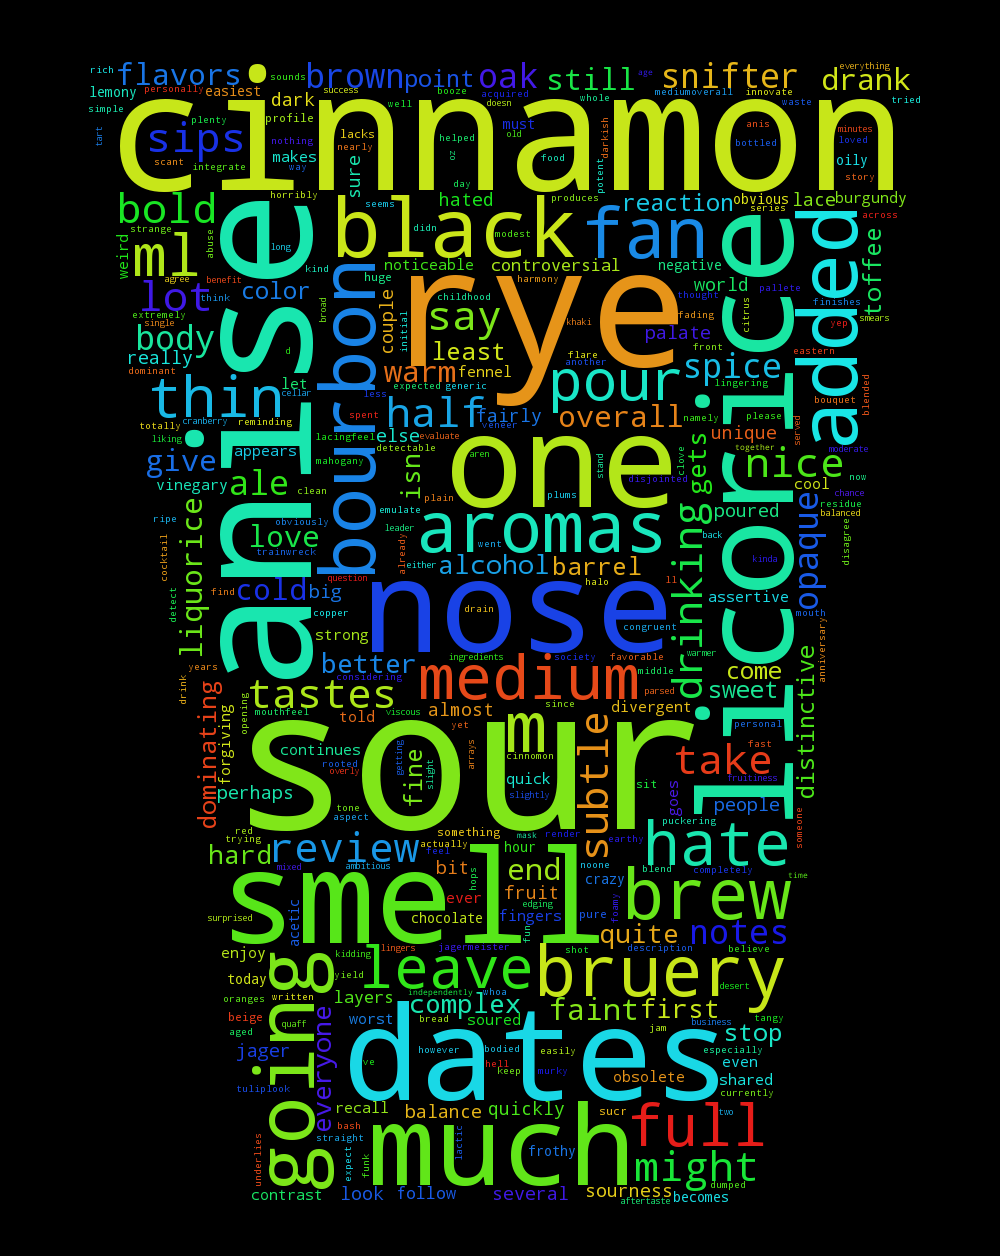 rich flavors brown point oak still snifter everything drank
lemony personally easiest sounds age mediumoverall innovate waste tried
simple cinnamon
dark success booze whole
profile plenty well doesn
tart sips nothing lacks helped old must darkish anis minutes loved
scant integrate makes nearly way sure zo food potent bottled story oily
horribly day produces
bold seems hated reaction obvious series lace burgundy
strange abuse black didn modest fan across
weird ml long noticeable controversial negative added toffee
agree benefit kind huge harmony world pallete
lot think color childhood thought finishes
extremely single broad couple initial say rye khaki palate fading citrus yep smears
body really d least flare front eastern
dominant let warm fennel another spice lingering
thin cellar expected generic pour bouquet blended
anise bourbon less half fairly veneer overall namely please served licorice
totally cranberry reminding spent
liking lacingfeel else evaluate one unique together moderate
give appears detectable aren stand clove gets nice now
vinegary ale mahogany isn plain plums disjointed cool chance
clean emulate residue
ripe love obviously leader aromas poured balanced
cocktail trainwreck already went back disagree
liquorice question either alcohol barrel kinda opaque
detect find cold big nose halo ll drinking assertive
copper drain congruent mouth
strong
years better ingredients society favorable middle warmer come anniversary
drink considering medium parsed sweet distinctive
tastes mouthfeel viscous almost since divergent
dominating forgiving opening told yet m personal
continues rooted getting arrays cinnomon subtle take fast
perhaps overly fine slight quick sit fruitiness
tone aspect sour slightly goes people someone
red trying something mask render earthy puckering
hard review actually hour noone hate
mixed ambitious feel bit hops end crazy blend completely time
smell ever edging fruit brew
surprised acetic chocolate fingers pure foamy
fun quite notes
enjoy kidding lingers jagermeister shot description believe
today going yield leave bruery desert
oranges written layers independently whoa
beige quaff complex faint first tangy
aged worst bread soured jam business stop
jager however bodied easily especially
everyone ve hell keep murky even
tuliplook dates obsolete shared
currently
recall balance quickly sucr two
straight bash much full
underlies expect funk lactic frothy might
contrast look follow several sourness becomes dumped
aftertaste